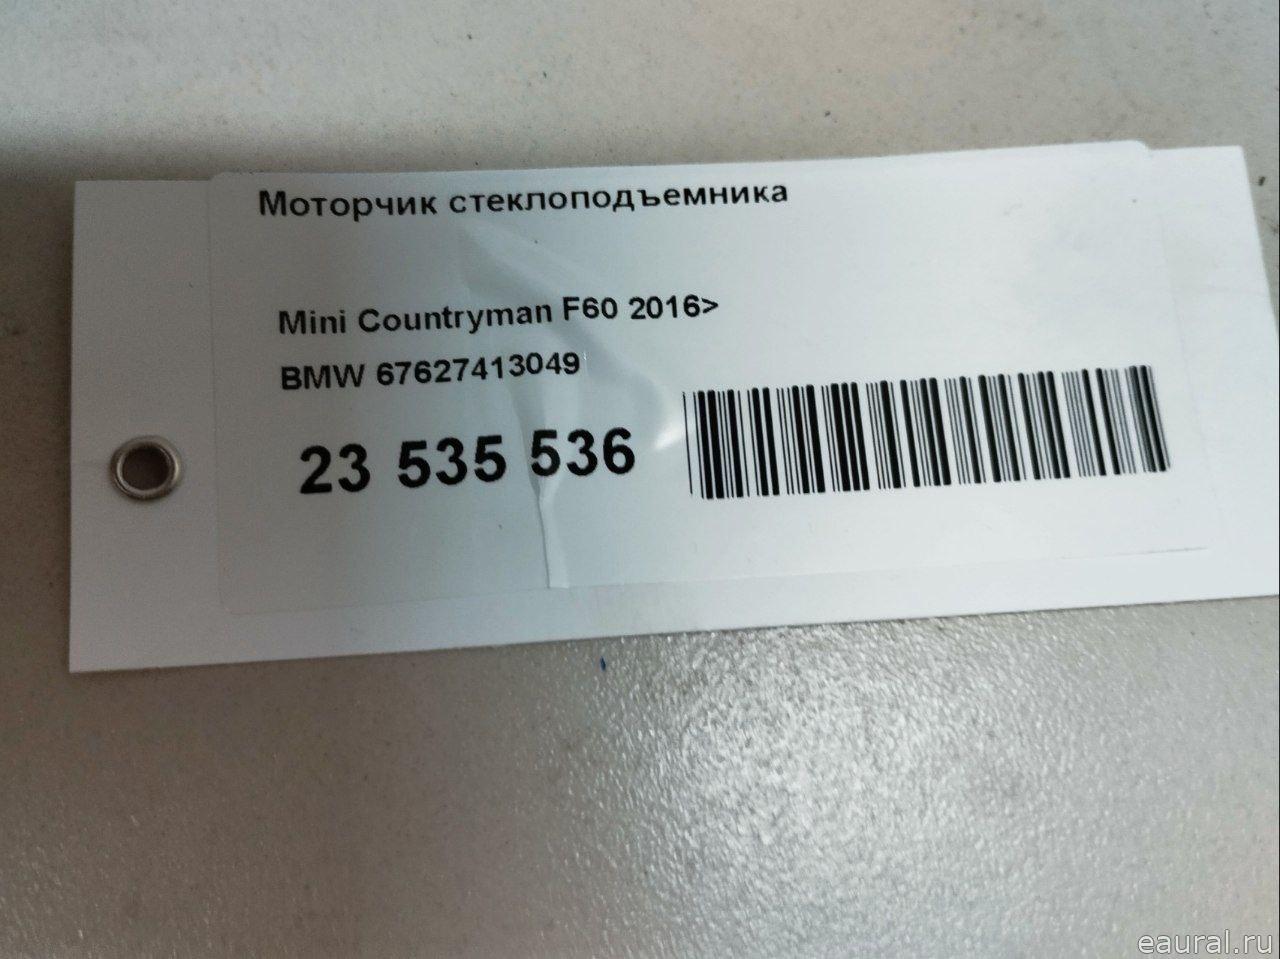 Моторчик стеклоподъемника
Mini Countryman F60 2016>
BMW 67627413049
23 535 536
eaural.ru